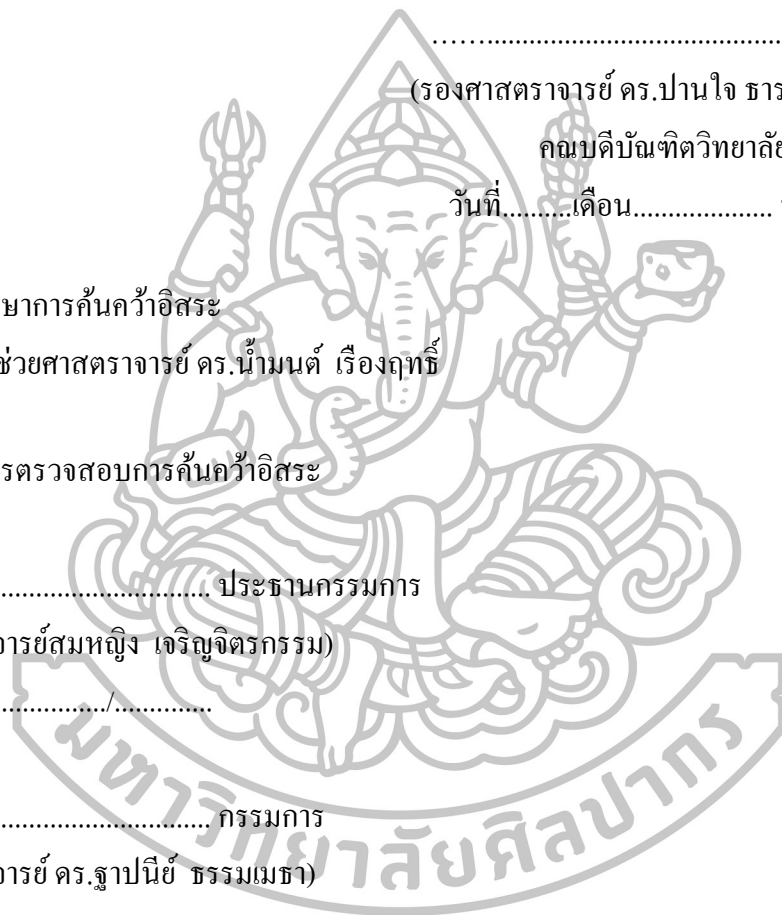 ……..........................................
(รองศาสตราจารย์ ดร.ปานใจ ธาร
คณบดีบัณฑิตวิทยาลัย
วันที่..........เดือน....................
ษาการค้นคว้าอิสระ
ช่วยศาสตราจารย์ ดร.น้ำมนต์ เรืองฤทธิ์
รตรวจสอบการค้นคว้าอิสระ
.............................. ประธานกรรมการ
จารย์สมหญิง เจริญจิตรกรรม)
.............../..............
.............................. กรรมการ
จารย์ ดร.ฐาปนีย์ ธรรมเมธา)
มหาวิทยาลัยศิลปากร